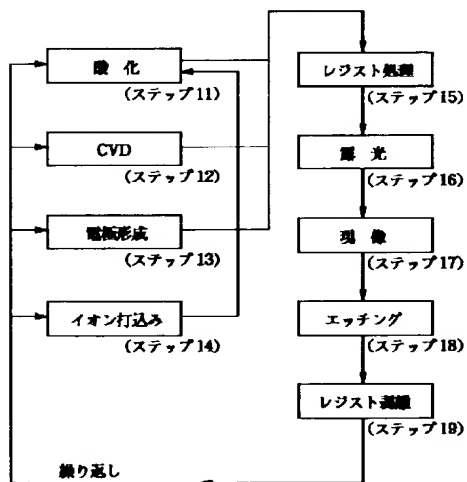 酸化
(ステップ11)
CVD
(ステップ12)
電極形成
(ステップ13)
イオン打込み
(ステップ14)
レジスト処理
(ステップ15)
露光
(ステップ16)
現像
(ステップ17)
エッチング
(ステップ18)
レジスト剥離
(ステップ19)
繰り返し